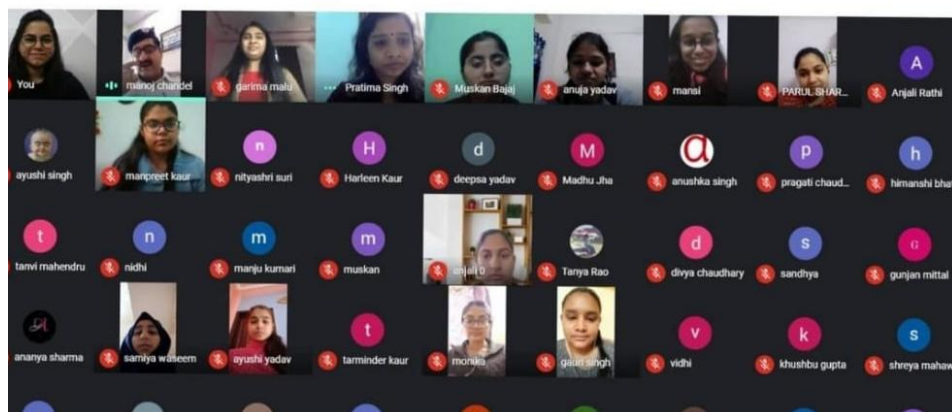 You
manoj chandel
garima malu
Pratima Singh
Muskan Bajaj
anuja yadav
mansi
PARUL SHAR...
A
Anjali Rathi
ayushi singh
manpreet kaur
n
nityashri suri
H
Harleen Kaur
d
deepsa yadav
M
Madhu Jha
a
anushka singh
p
pragati chaud...
h
himanshi bha
t
tanvi mahendru
n
nidhi
m
manju kumari
m
muskan
anjali 0
Tanya Rao
d
divya chaudhary
s
sandhya
G
gunjan mittal
ananya sharma
samiya waseem
ayushi yadav
t
tarminder kaur
monika
gauri singh
v
vidhi
k
khushbu gupta
s
shreya mahaw